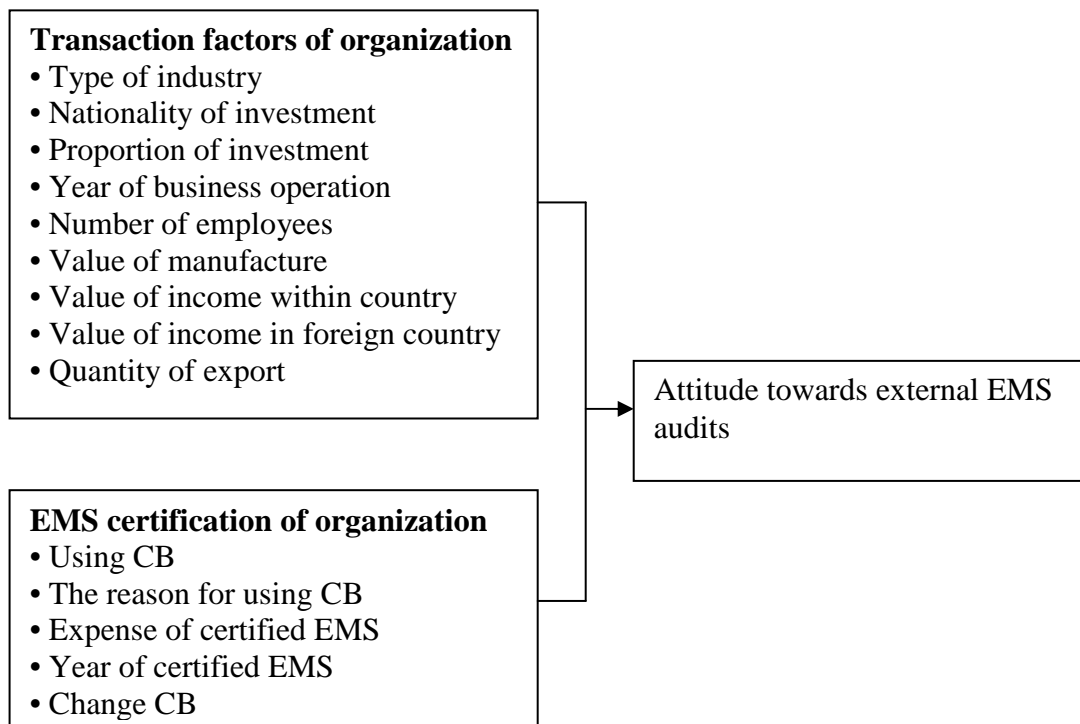 Transaction factors of organization
• Type of industry
• Nationality of investment
• Proportion of investment
• Year of business operation
• Number of employees
• Value of manufacture
• Value of income within country
• Value of income in foreign country
• Quantity of export
Attitude towards external EMS
audits
EMS certification of organization
• Using CB
• The reason for using CB
• Expense of certified EMS
• Year of certified EMS
• Change CB